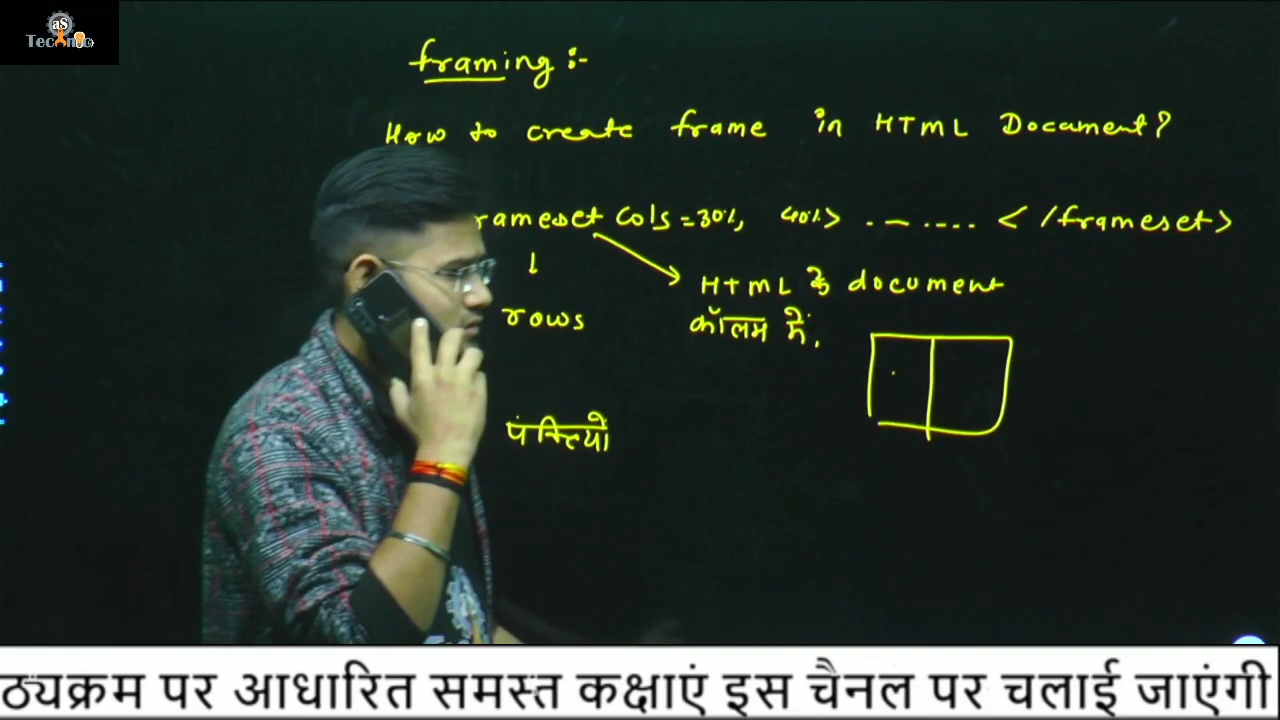 aS
Framing :-
How to create frame in HTML Document?
rameset Cols = 30%, 40%> . - ..... < /frameset>
↓
HTML के document
rows
कॉलम में.
पंक्तियों
ठ्यक्रम पर आधारित समस्त कक्षाएं इस चैनल पर चलाई जाएंगी